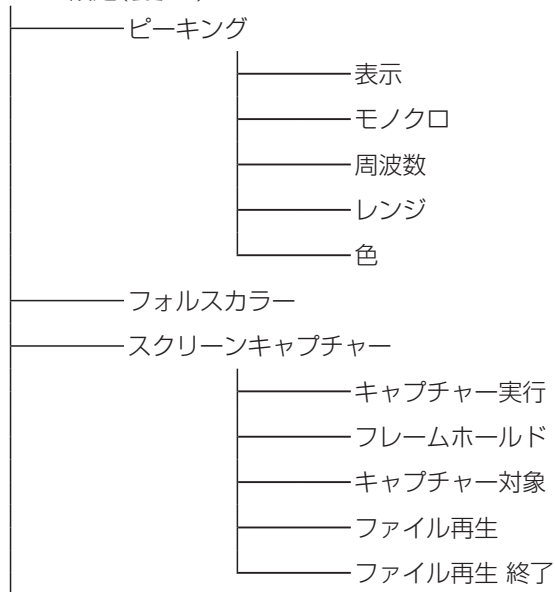 ピーキング
表示
モノクロ
周波数
レンジ
色
フォルスカラー
スクリーンキャプチャー
キャプチャー実行
フレームホールド
キャプチャー対象
ファイル再生
ファイル再生 終了